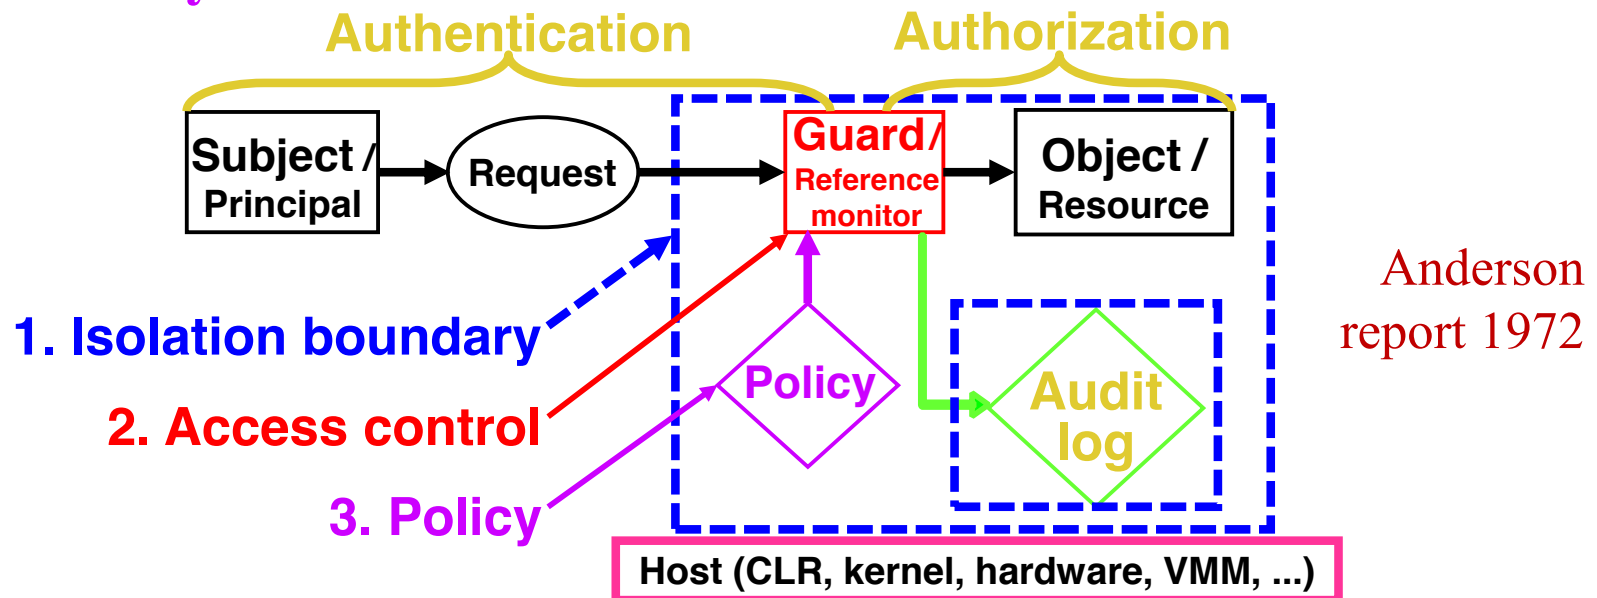 Authentication
Authorization
Subject /
Principal
Request
Guard/
Reference
monitor
Object /
Resource
Anderson
report 1972
1. Isolation boundary
2. Access control
3. Policy
Policy
Audit
log
Host (CLR, kernel, hardware, VMM, ...)